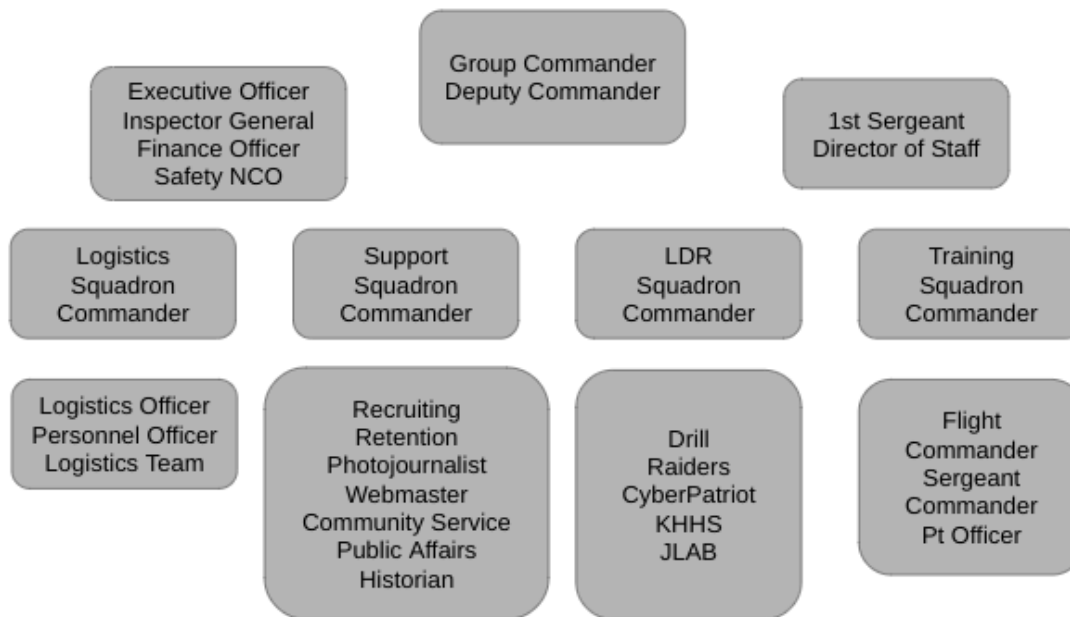 Group Commander
Deputy Commander
Executive Officer
Inspector General
Finance Officer
Safety NCO
1st Sergeant
Director of Staff
Logistics
Squadron
Commander
Support
Squadron
Commander
LDR
Squadron
Commander
Training
Squadron
Commander
Logistics Officer
Personnel Officer
Logistics Team
Recruiting
Retention
Photojournalist
Webmaster
Community Service
Public Affairs
Historian
Drill
Raiders
CyberPatriot
KHHS
JLAB
Flight
Commander
Sergeant
Commander
Pt Officer